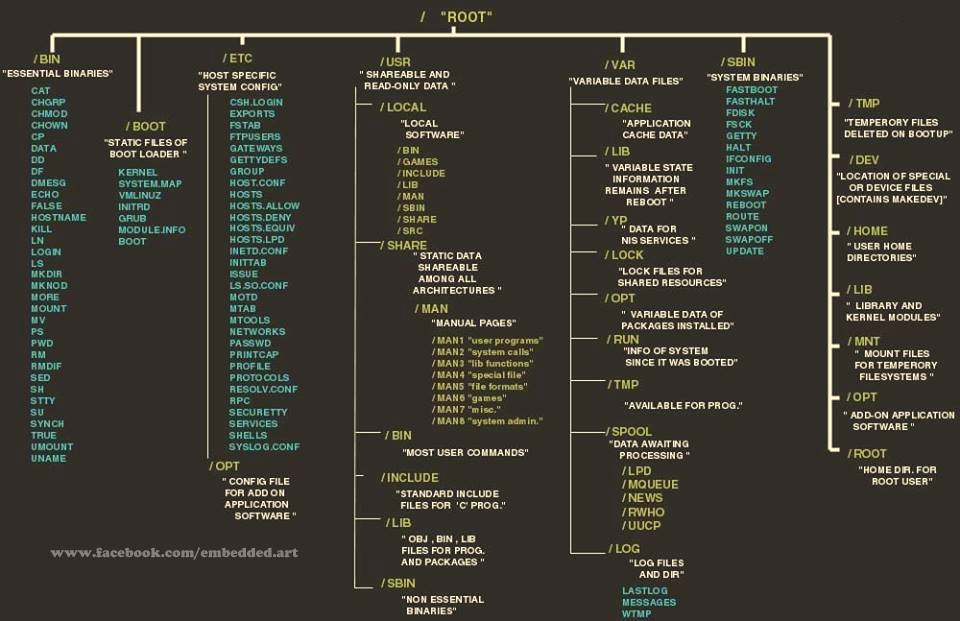 / "ROOT"
/ BIN
"ESSENTIAL BINARIES"
CAT
CHGRP
CHMOD
CHOWN
CP
DATA
DD
DF
DMESG
ECHO
FALSE
HOSTNAME
KILL
LN
LOGIN
LS
MKDIR
MKNOD
MORE
MOUNT
MV
PS
PWD
RM
RMDIF
SED
SH
STTY
SU
SYNCH
TRUE
UMOUNT
UNAME
/ BOOT
"STATIC FILES OF
BOOT LOADER "
KERNEL
SYSTEM.MAP
VMLINUZ
INITRD
GRUB
MODULE.INFO
BOOT
/ ETC
"HOST SPECIFIC
SYSTEM CONFIG"
CSH.LOGIN
EXPORTS
FSTAB
FTPUSERS
GATEWAYS
GETTYDEFS
GROUP
HOST.CONF
HOSTS
HOSTS.ALLOW
HOSTS.DENY
HOSTS.EQUIV
HOSTS.LPD
INETD.CONF
INITTAB
ISSUE
LS.SO.CONF
MOTD
MTAB
MTOOLS
NETWORKS
PASSWD
PRINTCAP
PROFILE
PROTOCOLS
RESOLV.CONF
RPC
SECURETTY
SERVICES
SHELLS
SYSLOG.CONF
/ OPT
" CONFIG FILE
FOR ADD ON
APPLICATION
SOFTWARE "
/ USR
" SHAREABLE AND
READ-ONLY DATA "
/ LOCAL
"LOCAL
SOFTWARE"
/ BIN
/ GAMES
/ INCLUDE
/ LIB
/ MAN
/ SBIN
/ SHARE
/ SRC
/ SHARE
" STATIC DATA
SHAREABLE
AMONG ALL
ARCHITECTURES "
/ MAN
"MANUAL PAGES"
/ MAN1 "user programs"
/ MAN2 "system calls"
/ MAN3 "lib functions"
/ MAN4 "special file"
/ MAN5 "file formats"
/ MAN6 "games"
/ MAN7 "misc."
/ MAN8 "system admin."
/ BIN
"MOST USER COMMANDS"
/ INCLUDE
"STANDARD INCLUDE
FILES FOR 'C' PROG."
/ LIB
" OBJ , BIN , LIB
FILES FOR PROG.
AND PACKAGES "
/ SBIN
"NON ESSENTIAL
BINARIES"
/ VAR
"VARIABLE DATA FILES"
/ CACHE
"APPLICATION
CACHE DATA"
/ LIB
" VARIABLE STATE
INFORMATION
REMAINS AFTER
REBOOT "
/ YP
" DATA FOR
NIS SERVICES "
/ LOCK
"LOCK FILES FOR
SHARED RESOURCES"
/ OPT
" VARIABLE DATA OF
PACKAGES INSTALLED"
/ RUN
"INFO OF SYSTEM
SINCE IT WAS BOOTED"
/ TMP
"AVAILABLE FOR PROG."
/ SPOOL
"DATA AWAITING
PROCESSING "
/ LPD
/ MQUEUE
/ NEWS
/ RWHO
/ UUCP
/ LOG
"LOG FILES
AND DIR"
LASTLOG
MESSAGES
WTMP
/ SBIN
"SYSTEM BINARIES"
FASTBOOT
FASTHALT
FDISK
FSCK
GETTY
HALT
IFCONFIG
INIT
MKFS
MKSWAP
REBOOT
ROUTE
SWAPON
SWAPOFF
UPDATE
/ TMP
"TEMPERORY FILES
DELETED ON BOOTUP"
/ DEV
"LOCATION OF SPECIAL
OR DEVICE FILES
[CONTAINS MAKEDEV]"
/ HOME
" USER HOME
DIRECTORIES"
/ LIB
" LIBRARY AND
KERNEL MODULES"
/ MNT
" MOUNT FILES
FOR TEMPERORY
FILESYSTEMS "
/ OPT
"ADD-ON APPLICATION
SOFTWARE "
/ ROOT
"HOME DIR. FOR
ROOT USER"
www.facebook.com/embedded.art